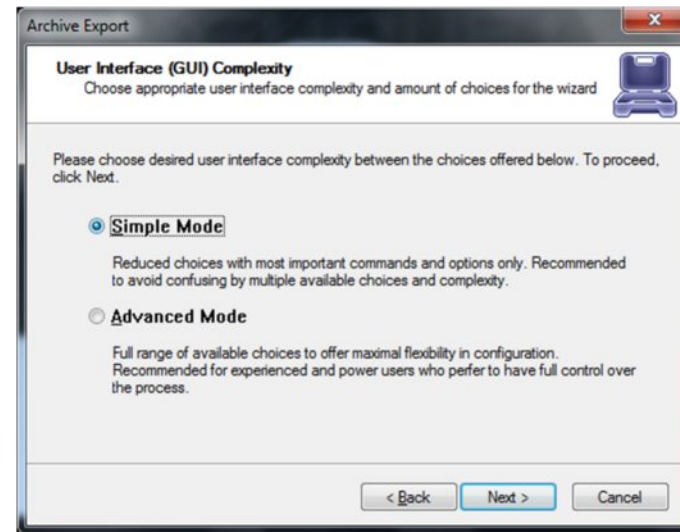 Archive Export
User Interface (GUI) Complexity
Choose appropriate user interface complexity and amount of choices for the wizard
Please choose desired user interface complexity between the choices offered below. To proceed,
click Next.
Simple Mode
Reduced choices with most important commands and options only. Recommended
to avoid confusing by multiple available choices and complexity.
Advanced Mode
Full range of available choices to offer maximal flexibility in configuration.
Recommended for experienced and power users who perfer to have full control over
the process.
< Back Next > Cancel